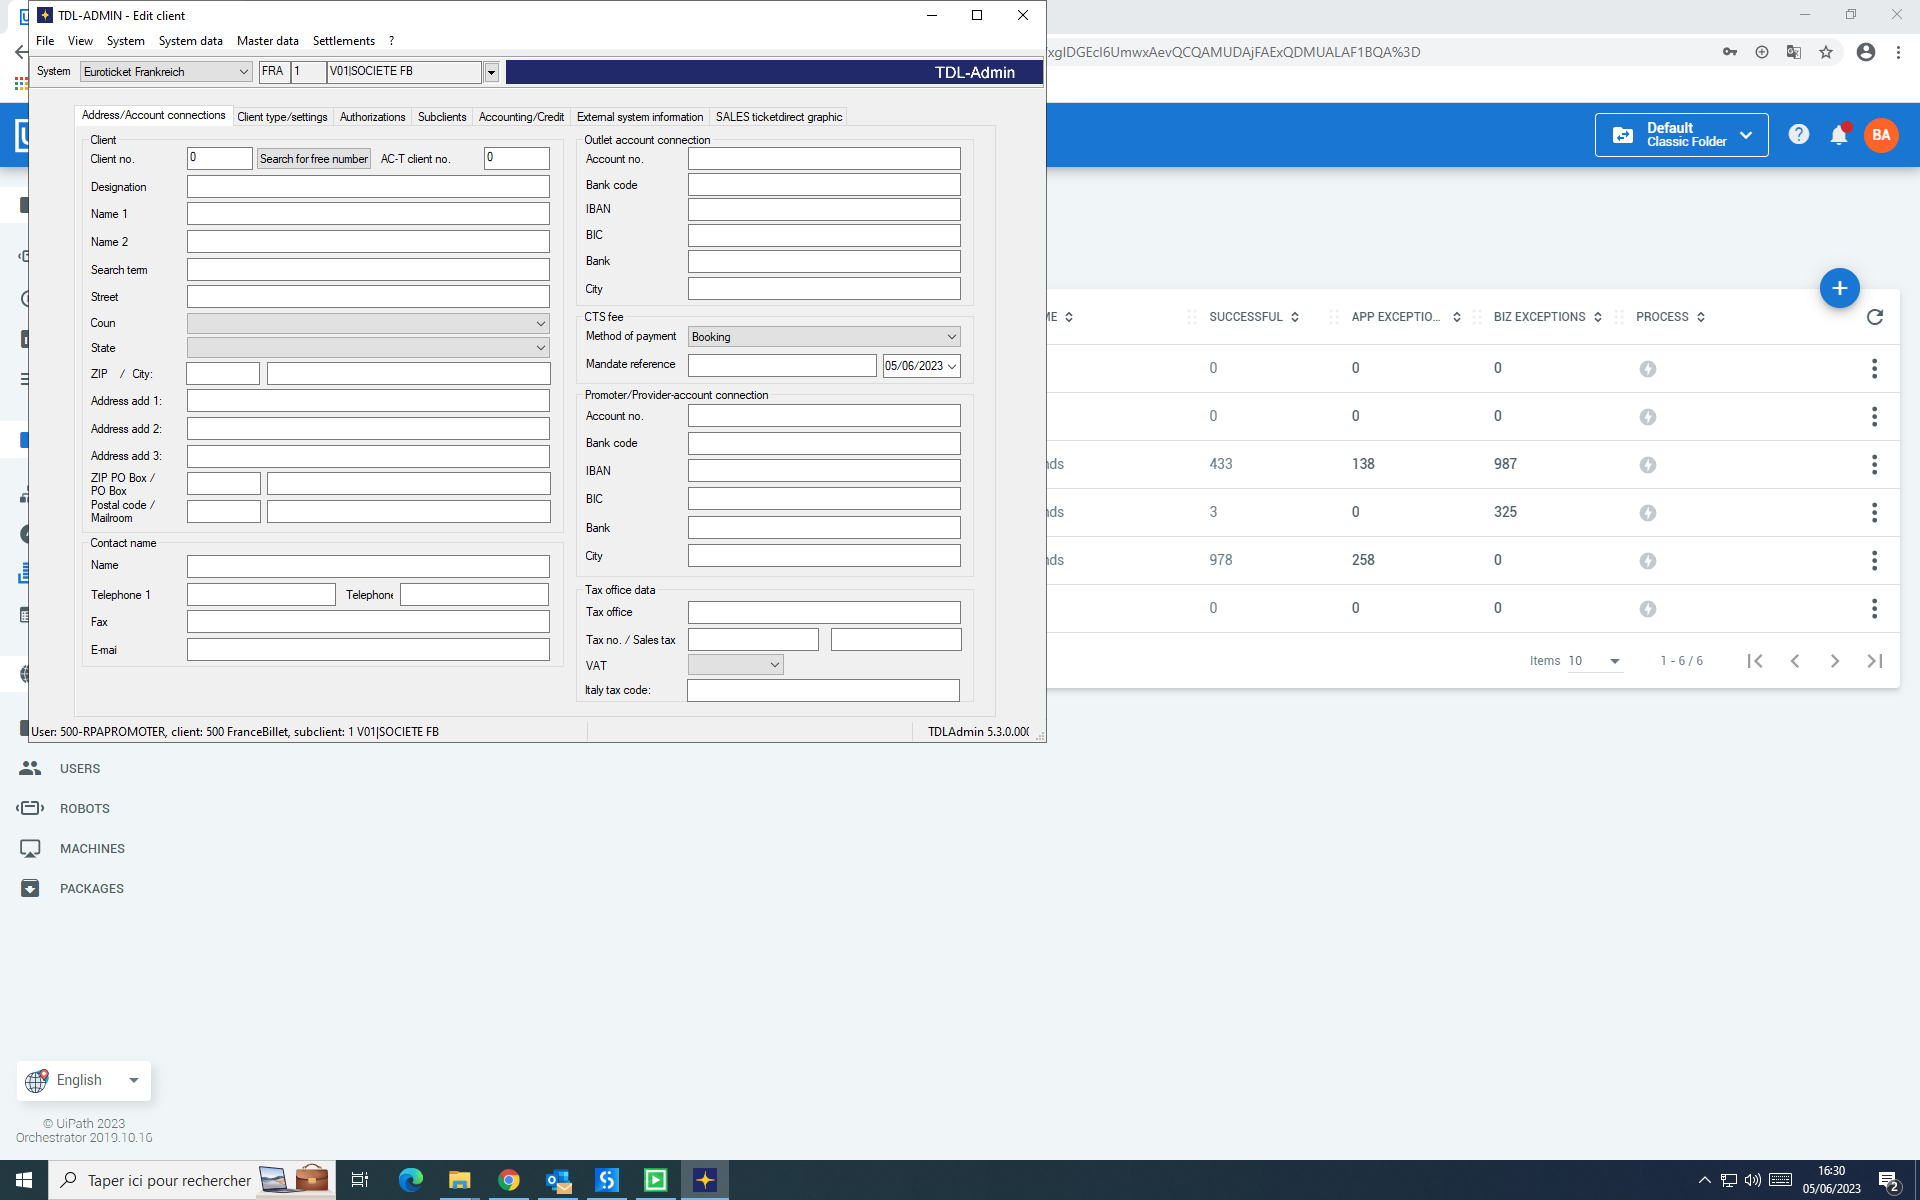 TDL-ADMIN - Edit client
File View System System data Master data Settlements ?
System Euroticket Frankreich FRA 1 V01|SOCIETE FB TDL-Admin
Address/Account connections Client type/settings Authorizations Subclients Accounting/Credit External system information SALES ticketdirect graphic
Client
Client no. 0 Search for free number AC-T client no. 0
Designation
Name 1
Name 2
Search term
Street
Coun
State
ZIP / City:
Address add 1:
Address add 2:
Address add 3:
ZIP PO Box /
PO Box
Postal code /
Mailroom
Contact name
Name
Telephone 1 Telephone
Fax
E-mai
Outlet account connection
Account no.
Bank code
IBAN
BIC
Bank
City
CTS fee
Method of payment Booking
Mandate reference 05/06/2023
Promoter/Provider-account connection
Account no.
Bank code
IBAN
BIC
Bank
City
Tax office data
Tax office
Tax no. / Sales tax
VAT
Italy tax code:
User: 500-RPAPROMOTER, client: 500 FranceBillet, subclient: 1 V01|SOCIETE FB TDLAdmin 5.3.0.000
xgIDGEcI6UmwxAevQCQAMUDAjFAExQDMUALAF1BQA%3D
Default
Classic Folder
BA
ME SUCCESSFUL APP EXCEPTIO... BIZ EXCEPTIONS PROCESS
0 0 0
0 0 0
nds 433 138 987
nds 3 0 325
nds 978 258 0
0 0 0
Items 10 1 - 6 / 6
USERS
ROBOTS
MACHINES
PACKAGES
English
© UiPath 2023
Orchestrator 2019.10.16
Taper ici pour rechercher
16:30
05/06/2023
2